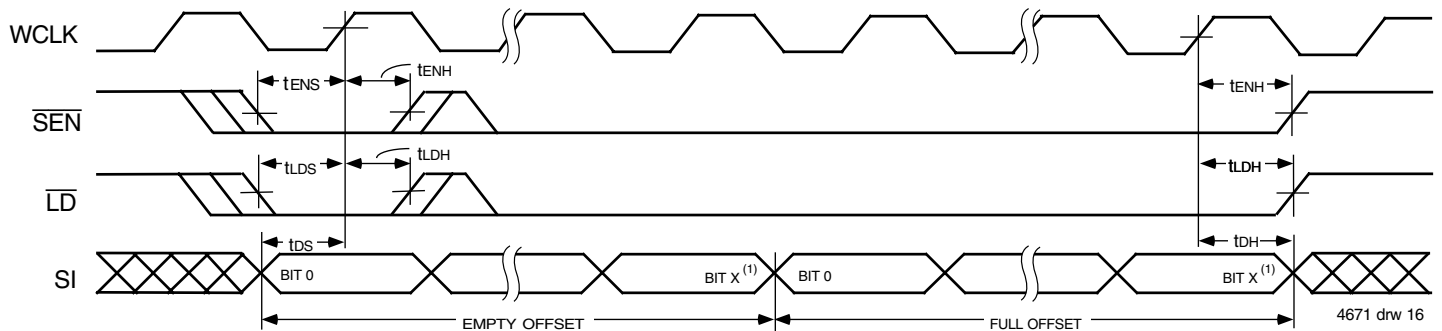 WCLK
tENS
tENH
tENH
SEN
tLDS
tLDH
tLDH
LD
tDS
tDH
SI
BIT 0
BIT X (1)
BIT 0
BIT X (1)
EMPTY OFFSET
FULL OFFSET
4671 drw 16